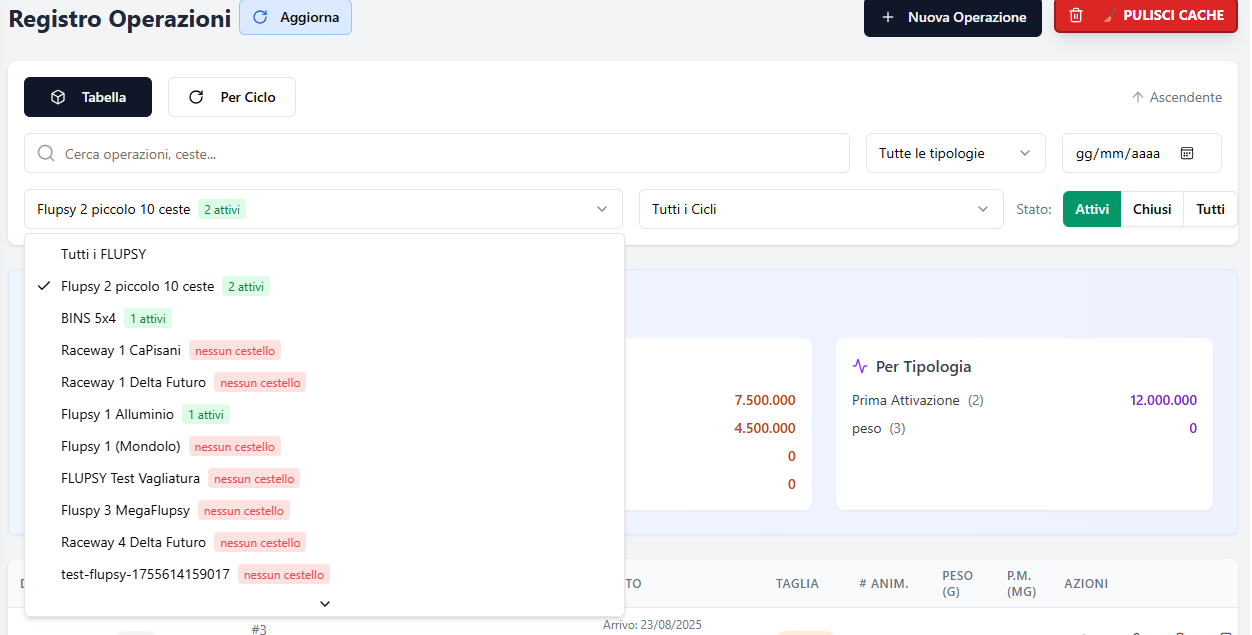 Registro Operazioni Aggiorna Nuova Operazione PULISCI CACHE
Tabella Per Ciclo Ascendente
Cerca operazioni, ceste... Tutte le tipologie gg/mm/aaaa
Flupsy 2 piccolo 10 ceste 2 attivi Tutti i Cicli Stato: Attivi Chiusi Tutti
Tutti i FLUPSY
Flupsy 2 piccolo 10 ceste 2 attivi
BINS 5x4 1 attivi
Raceway 1 CaPisani nessun cestello
Raceway 1 Delta Futuro nessun cestello
Flupsy 1 Alluminio 1 attivi
Flupsy 1 (Mondolo) nessun cestello
FLUPSY Test Vagliatura nessun cestello
Fluspy 3 MegaFlupsy nessun cestello
Raceway 4 Delta Futuro nessun cestello
test-flupsy-1755614159017 nessun cestello
7.500.000
4.500.000
0
0
Per Tipologia
Prima Attivazione (2) 12.000.000
peso (3) 0
TO TAGLIA # ANIM. PESO (G) P.M. (MG) AZIONI
#3 Arrivo: 23/08/2025